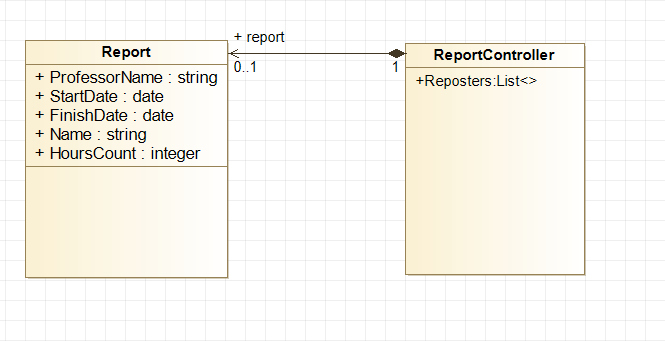 + report
Report
ReportController
0..1
1
+ ProfessorName : string
+ StartDate : date
+ FinishDate : date
+ Name : string
+ HoursCount : integer
+Reposters:List<>